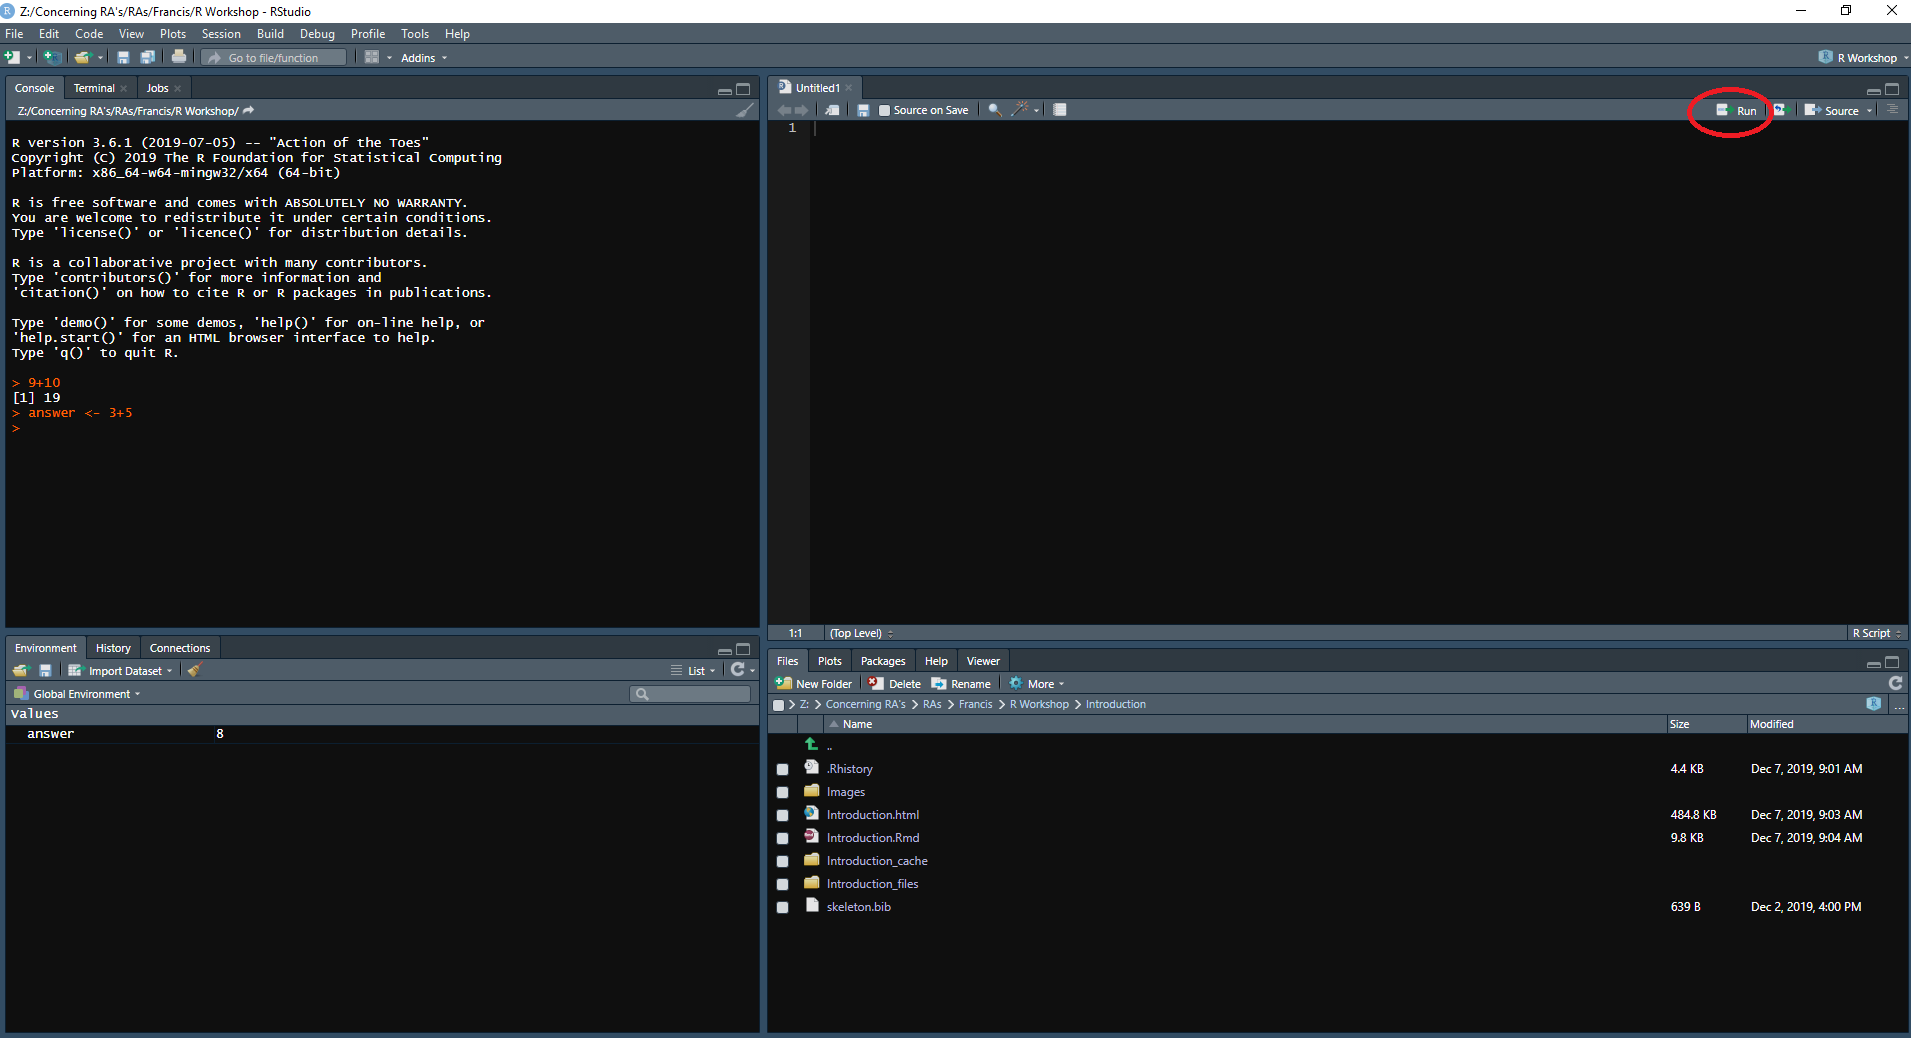 Z:/Concerning RA's/RAs/Francis/R Workshop - RStudio
File Edit Code View Plots Session Build Debug Profile Tools Help
Go to file/function Addins R Workshop
Console Terminal Jobs
Z:/Concerning RA's/RAs/Francis/R Workshop/
R version 3.6.1 (2019-07-05) -- "Action of the Toes"
Copyright (C) 2019 The R Foundation for Statistical Computing
Platform: x86_64-w64-mingw32/x64 (64-bit)
R is free software and comes with ABSOLUTELY NO WARRANTY.
You are welcome to redistribute it under certain conditions.
Type 'license()' or 'licence()' for distribution details.
R is a collaborative project with many contributors.
Type 'contributors()' for more information and
'citation()' on how to cite R or R packages in publications.
Type 'demo()' for some demos, 'help()' for on-line help, or
'help.start()' for an HTML browser interface to help.
Type 'q()' to quit R.
> 9+10
[1] 19
> answer <- 3+5
>
Untitled1
Source on Save Run Source
1
1:1 (Top Level) R Script
Environment History Connections
Import Dataset List
Global Environment
Values
answer 8
Files Plots Packages Help Viewer
New Folder Delete Rename More
Z: > Concerning RA's > RAs > Francis > R Workshop > Introduction ...
Name Size Modified
..
.Rhistory 4.4 KB Dec 7, 2019, 9:01 AM
Images
Introduction.html 484.8 KB Dec 7, 2019, 9:03 AM
Introduction.Rmd 9.8 KB Dec 7, 2019, 9:04 AM
Introduction_cache
Introduction_files
skeleton.bib 639 B Dec 2, 2019, 4:00 PM